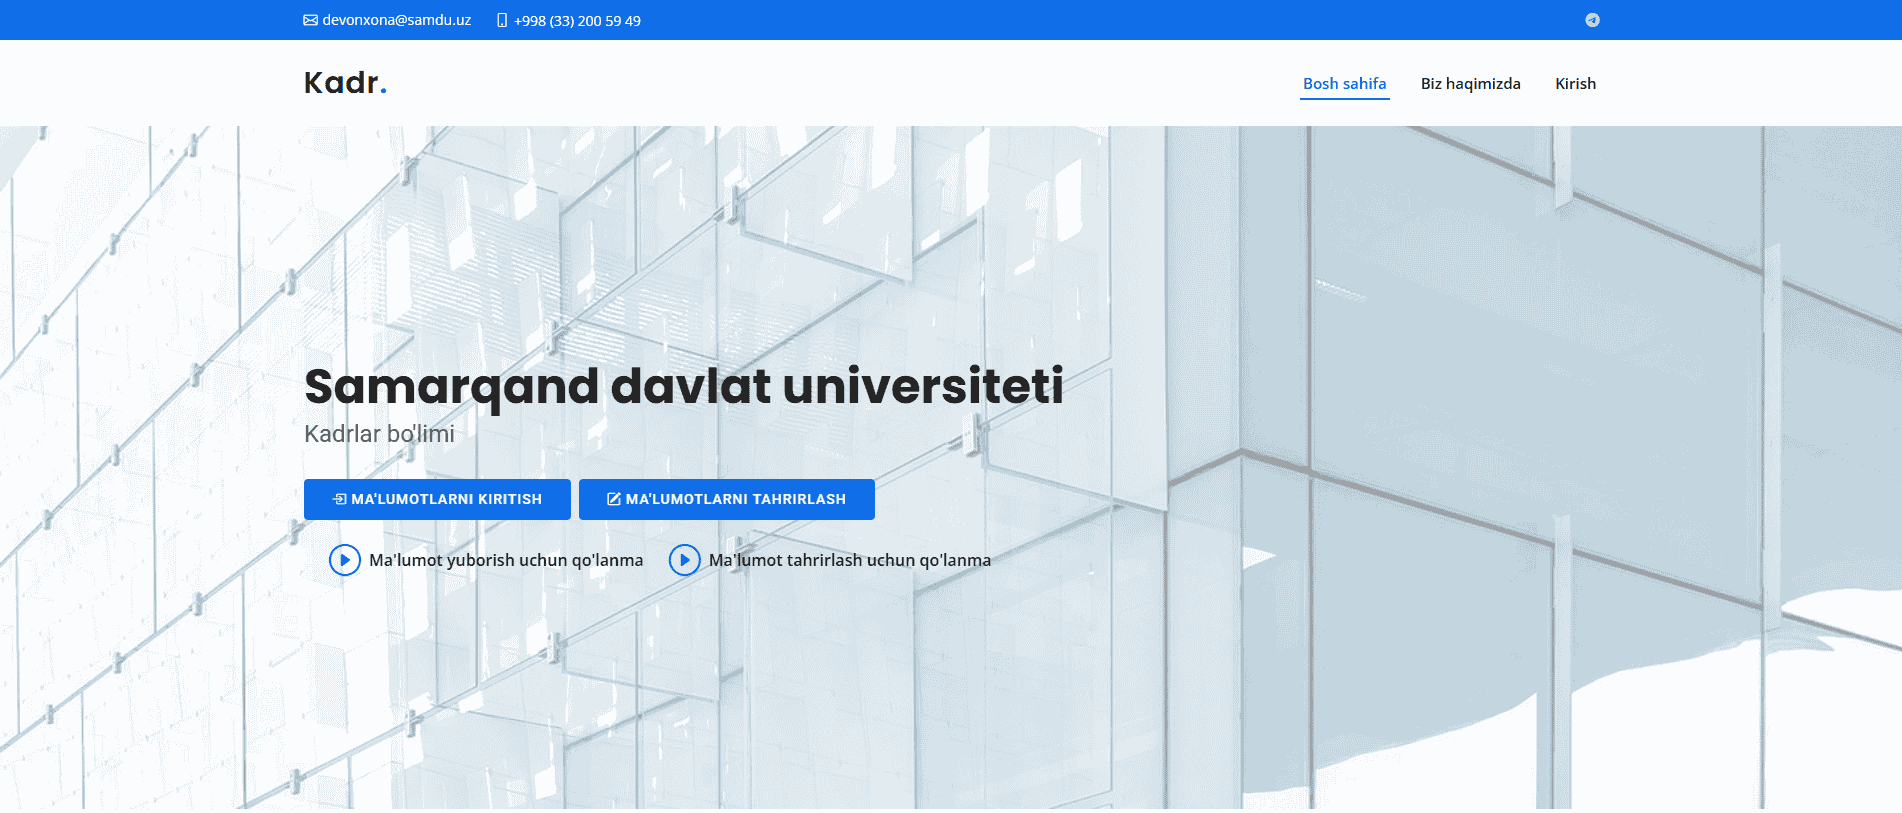 devonxona@samdu.uz +998 (33) 200 59 49
Kadr.
Bosh sahifa Biz haqimizda Kirish
Samarqand davlat universiteti
Kadrlar bo'limi
MA'LUMOTLARNI KIRITISH MA'LUMOTLARNI TAHRIRLASH
Ma'lumot yuborish uchun qo'lanma Ma'lumot tahrirlash uchun qo'lanma